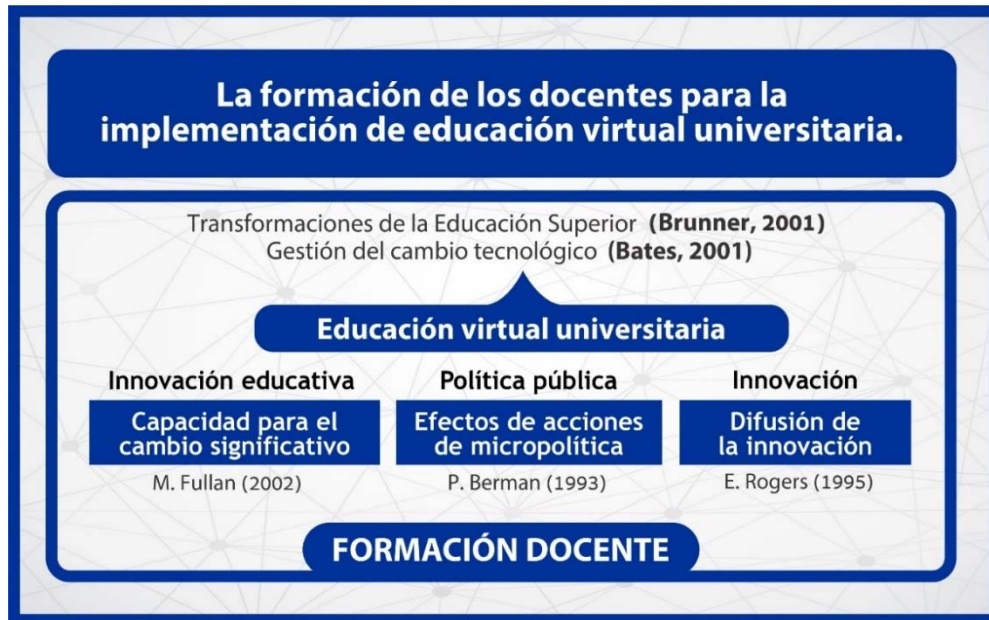 La formación de los docentes para la
implementación de educación virtual universitaria.
Transformaciones de la Educación Superior (Brunner, 2001)
Gestión del cambio tecnológico (Bates, 2001)
Educación virtual universitaria
Innovación educativa
Capacidad para el
cambio significativo
M. Fullan (2002)
Política pública
Efectos de acciones
de micropolítica
P. Berman (1993)
Innovación
Difusión de
la innovación
E. Rogers (1995)
FORMACIÓN DOCENTE